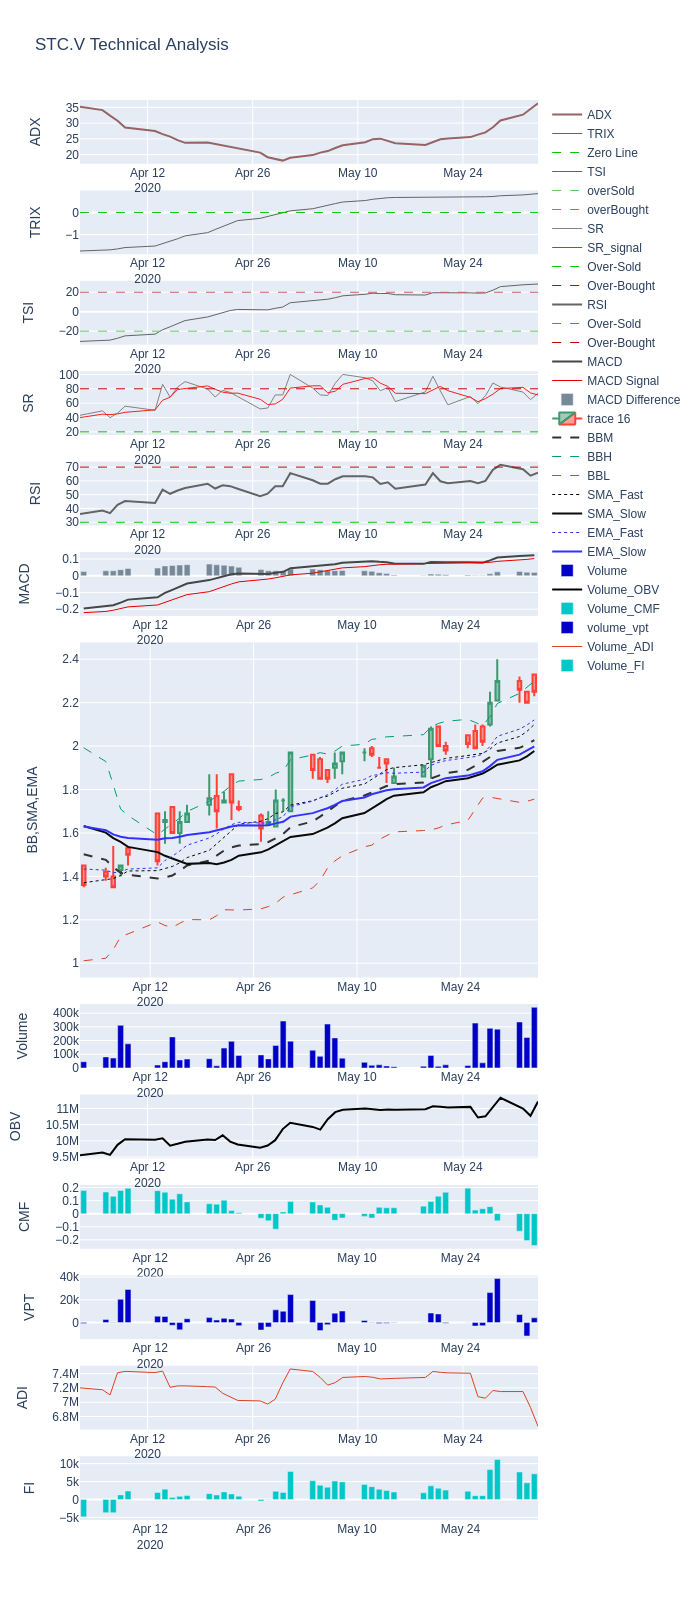 STC.V Technical Analysis
ADX
35
30
25
20
Apr 12
2020
Apr 26
May 10
May 24
TRIX
0
−1
Apr 12
2020
Apr 26
May 10
May 24
TSI
20
0
−20
Apr 12
2020
Apr 26
May 10
May 24
SR
100
80
60
40
20
Apr 12
2020
Apr 26
May 10
May 24
RSI
70
60
50
40
30
Apr 12
2020
Apr 26
May 10
May 24
MACD
0.1
0
−0.1
−0.2
Apr 12
2020
Apr 26
May 10
May 24
BB,SMA,EMA
2.4
2.2
2
1.8
1.6
1.4
1.2
1
Apr 12
2020
Apr 26
May 10
May 24
Volume
400k
300k
200k
100k
0
Apr 12
2020
Apr 26
May 10
May 24
OBV
11M
10.5M
10M
9.5M
Apr 12
2020
Apr 26
May 10
May 24
CMF
0.2
0.1
0
−0.1
−0.2
Apr 12
2020
Apr 26
May 10
May 24
VPT
40k
20k
0
Apr 12
2020
Apr 26
May 10
May 24
ADI
7.4M
7.2M
7M
6.8M
Apr 12
2020
Apr 26
May 10
May 24
FI
10k
5k
0
−5k
Apr 12
2020
Apr 26
May 10
May 24
ADX
TRIX
Zero Line
TSI
overSold
overBought
SR
SR_signal
Over-Sold
Over-Bought
RSI
Over-Sold
Over-Bought
MACD
MACD Signal
MACD Difference
trace 16
BBM
BBH
BBL
SMA_Fast
SMA_Slow
EMA_Fast
EMA_Slow
Volume
Volume_OBV
Volume_CMF
volume_vpt
Volume_ADI
Volume_FI